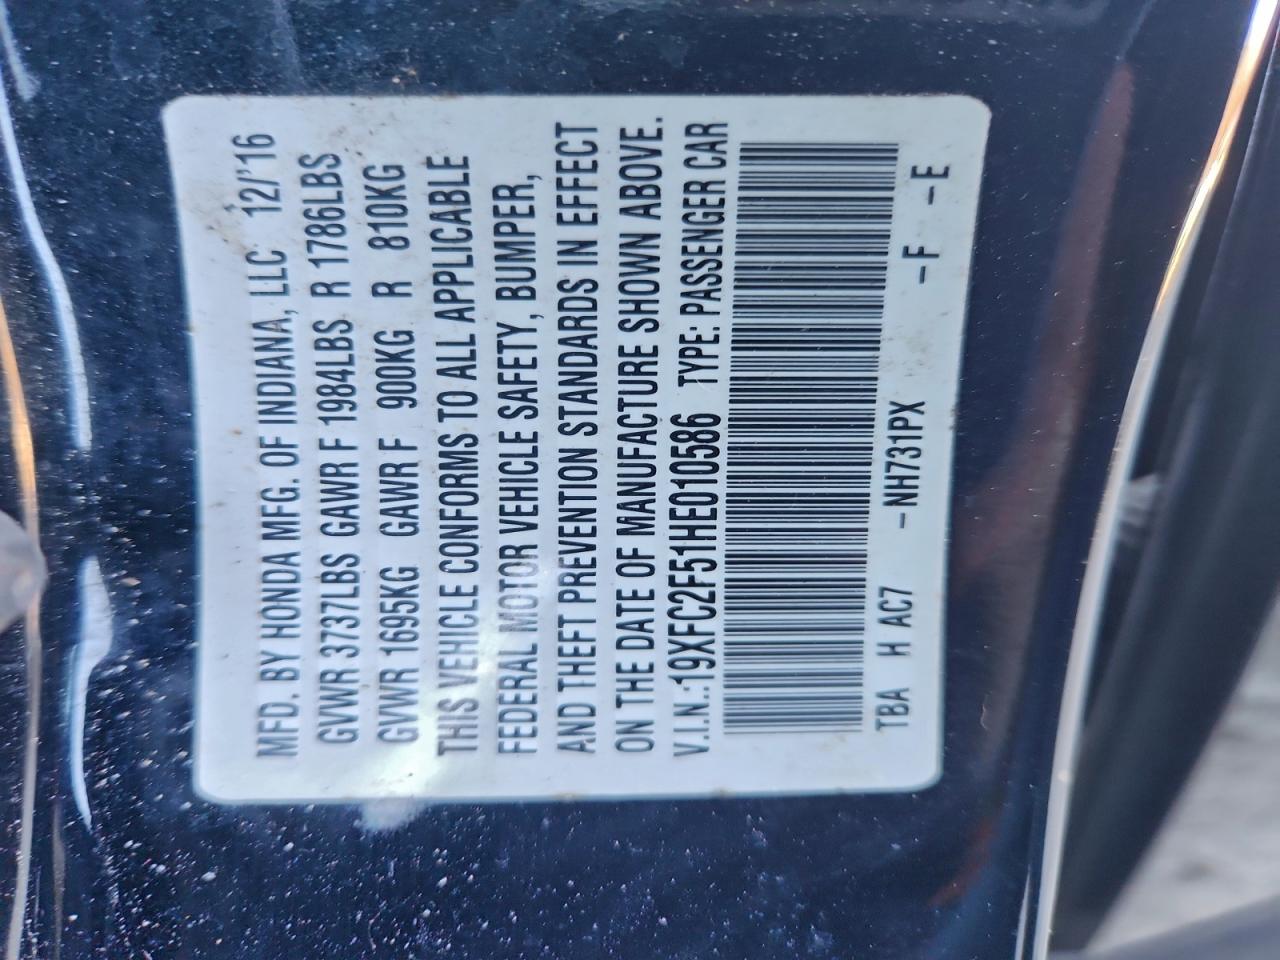 MFD. BY HONDA MFG. OF INDIANA, LLC 12/'16
GVWR 3737LBS GAWR F 1984LBS R 1786LBS
GVWR 1695KG GAWR F 900KG R 810KG
THIS VEHICLE CONFORMS TO ALL APPLICABLE
FEDERAL MOTOR VEHICLE SAFETY, BUMPER,
AND THEFT PREVENTION STANDARDS IN EFFECT
ON THE DATE OF MANUFACTURE SHOWN ABOVE.
V.I.N.:19XFC2F51HE010586 TYPE: PASSENGER CAR
TBA H AC7 -NH731PX -F -E